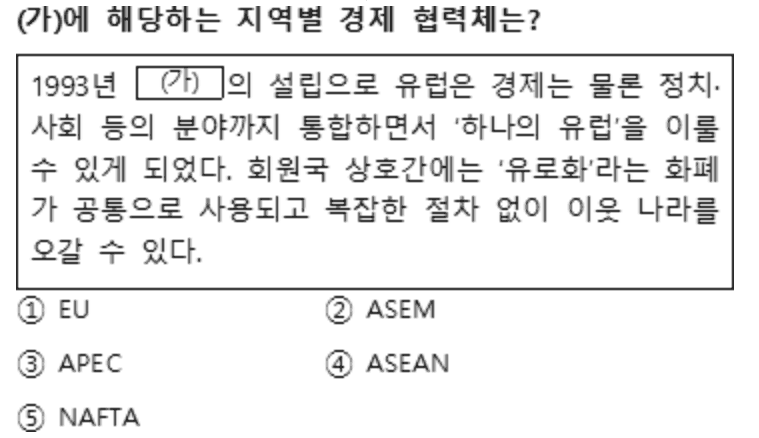 (가)에 해당하는 지역별 경제 협력체는?
1993년 (가) 의 설립으로 유럽은 경제는 물론 정치·
사회 등의 분야까지 통합하면서 '하나의 유럽'을 이룰
수 있게 되었다. 회원국 상호간에는 '유로화'라는 화폐
가 공통으로 사용되고 복잡한 절차 없이 이웃 나라를
오갈 수 있다.
① EU ② ASEM
③ APEC ④ ASEAN
⑤ NAFTA